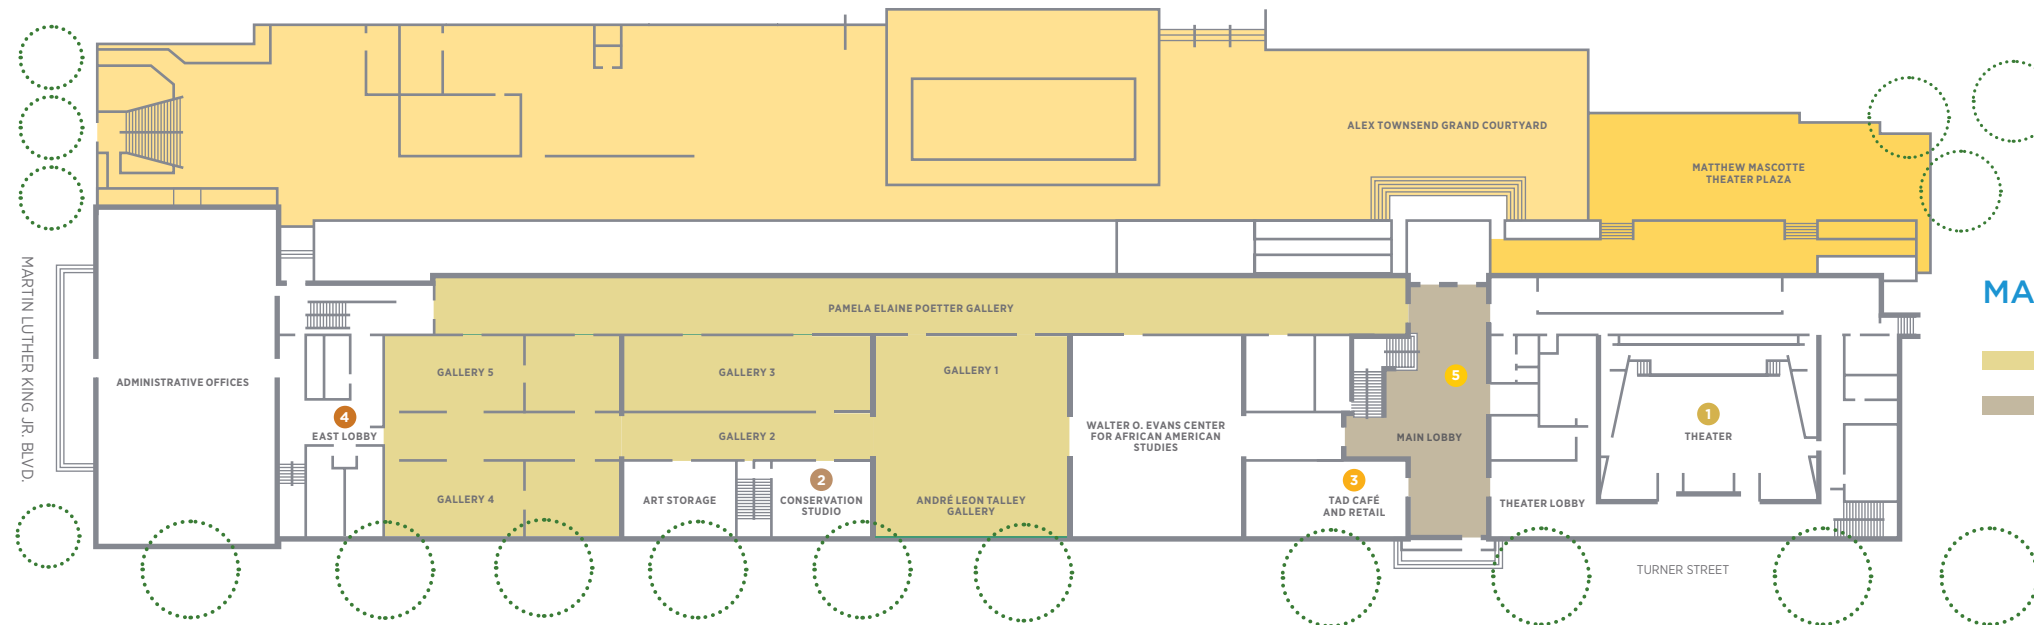 ALEX TOWNSEND GRAND COURTYARD
MATTHEW MASCOTTE
THEATER PLAZA
MARTIN LUTHER KING JR. BLVD.
MA
PAMELA ELAINE POETTER GALLERY
ADMINISTRATIVE OFFICES
GALLERY 5
GALLERY 3
GALLERY 1
5
4
EAST LOBBY
GALLERY 2
WALTER O. EVANS CENTER
FOR AFRICAN AMERICAN
STUDIES
MAIN LOBBY
1
THEATER
GALLERY 4
ART STORAGE
2
CONSERVATION
STUDIO
ANDRÉ LEON TALLEY
GALLERY
3
TAD CAFÉ
AND RETAIL
THEATER LOBBY
TURNER STREET